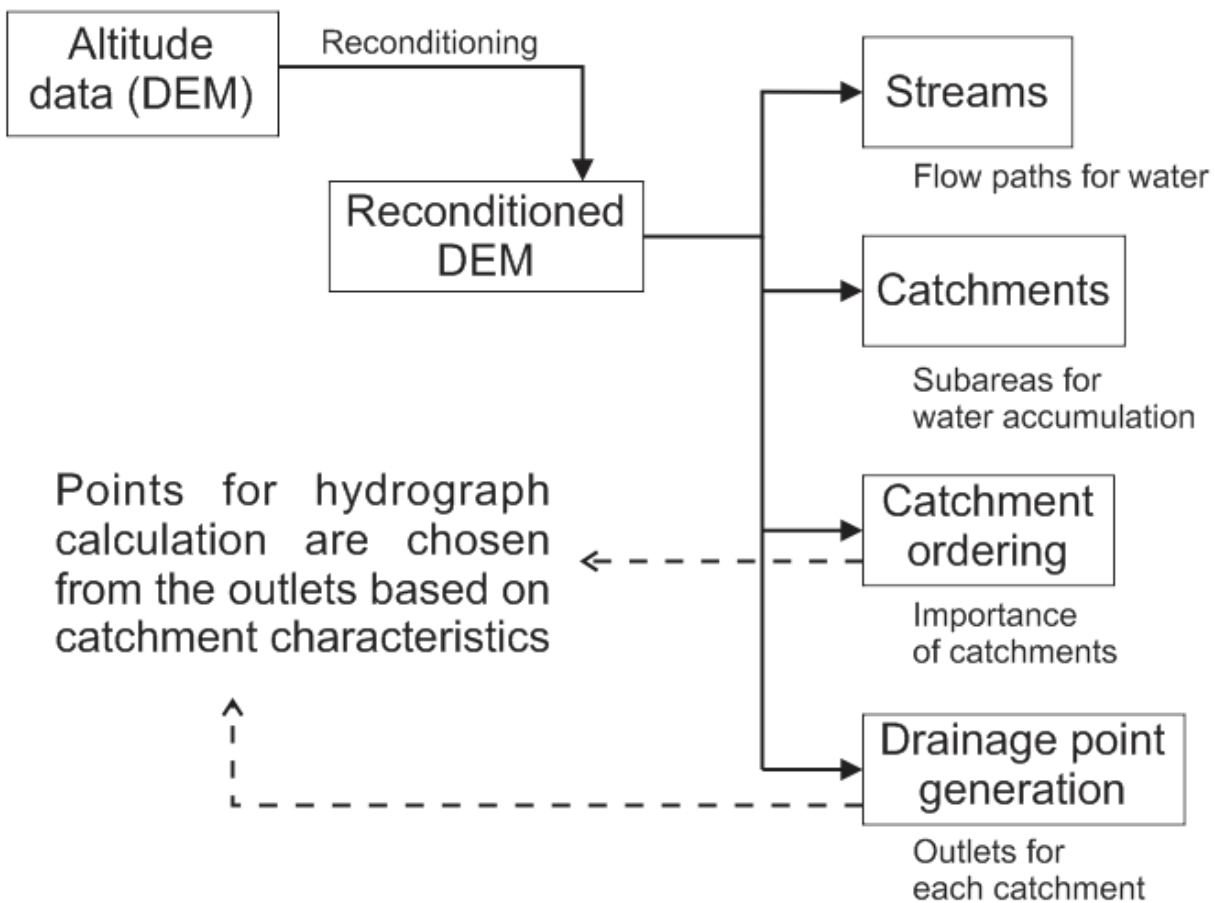 Altitude
data (DEM)
Reconditioning
Reconditioned
DEM
Streams
Flow paths for water
Catchments
Subareas for
water accumulation
Catchment
ordering
Importance
of catchments
Drainage point
generation
Outlets for
each catchment
Points for hydrograph
calculation are chosen
from the outlets based on
catchment characteristics